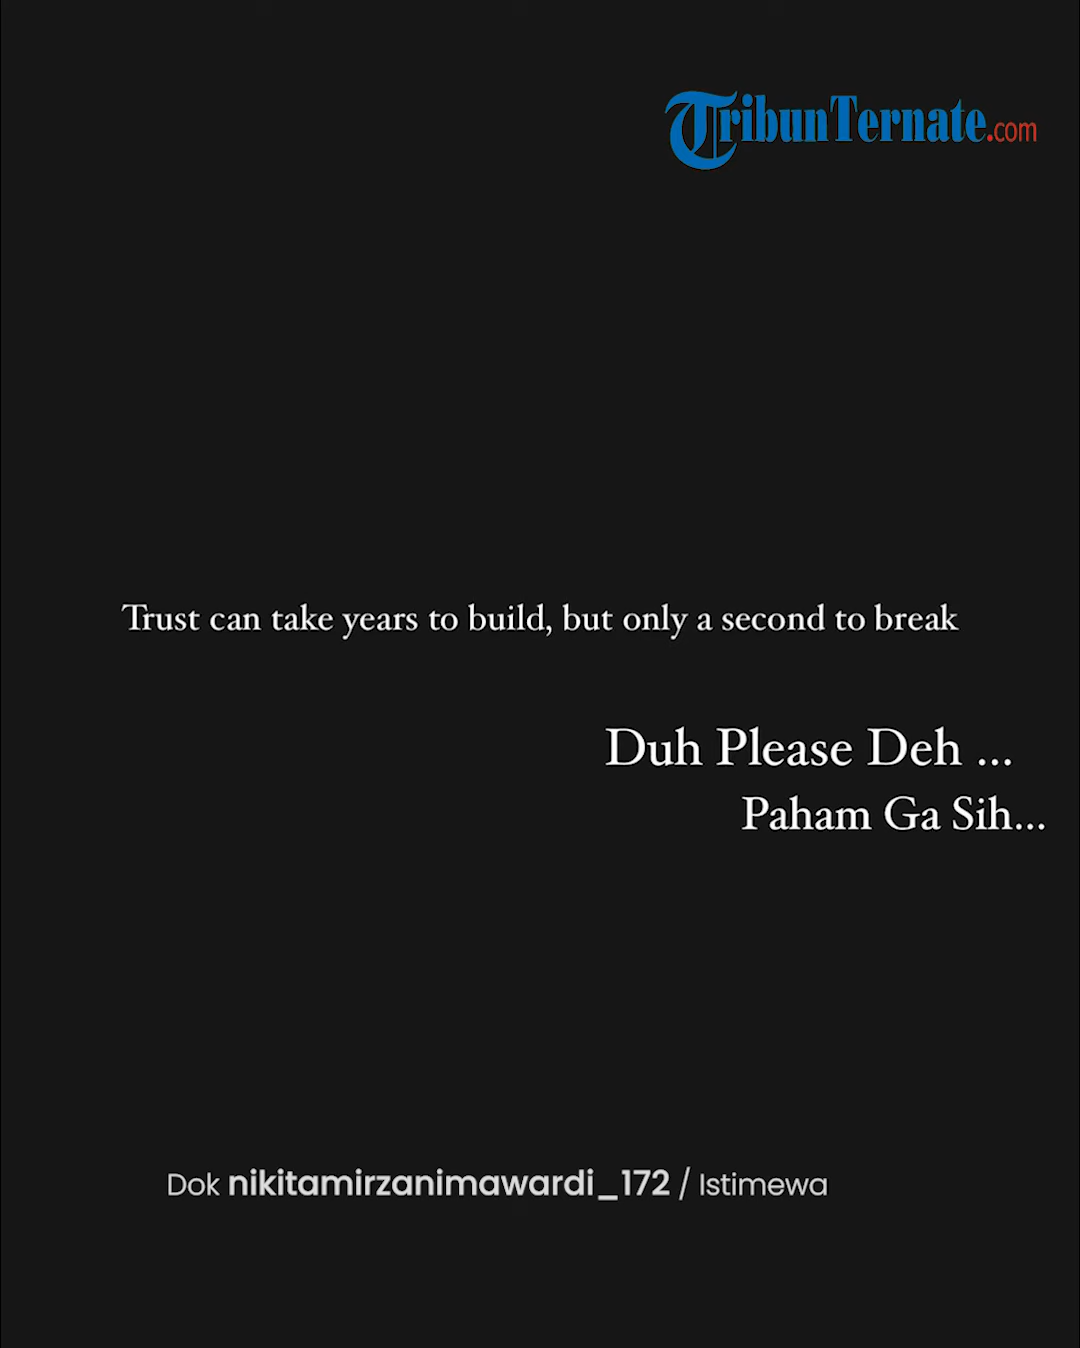 TribunTernate.com
Trust can take years to build, but only a second to break
Duh Please Deh ...
Paham Ga Sih...
Dok nikitamirzanimawardi_172 / Istimewa